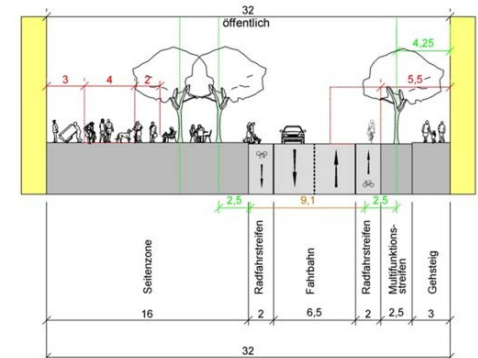 32
öffentlich
4,25
3
4
2
5,5
2,5
9,1
2,5
Seitenzone
Radfahrstreifen
Fahrbahn
Radfahrstreifen
Multifunktions-
streifen
Gehsteig
16
2
6,5
2
2,5
3
32